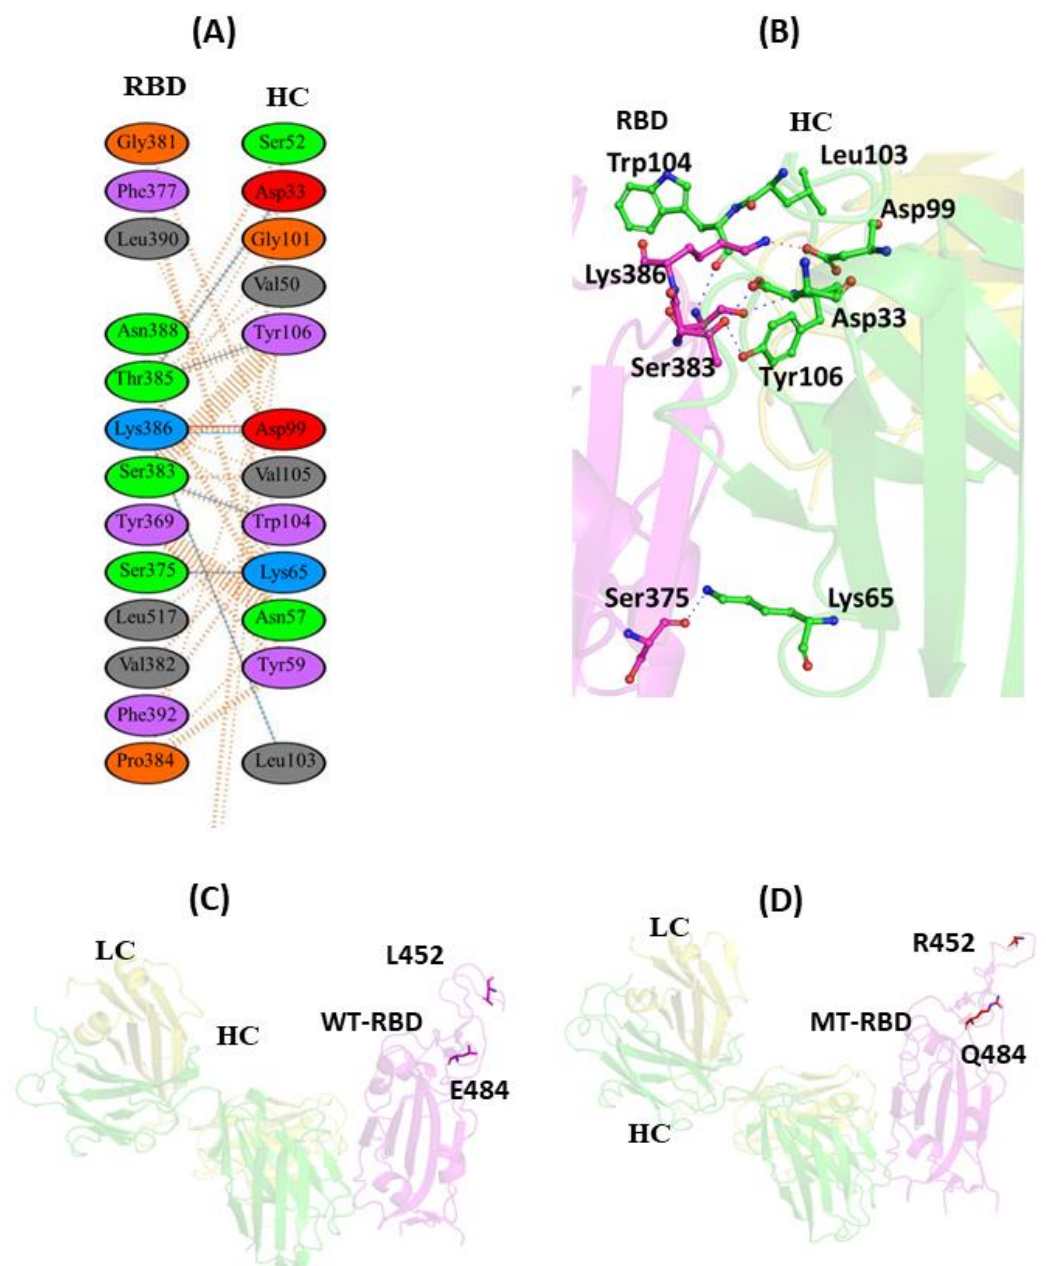 (A)
RBD HC
Gly381 Ser52
Phe377 Asp33
Leu390 Gly101
Val50
Asn388 Tyr106
Thr385
Lys386 Asp99
Ser383 Val105
Tyr369 Trp104
Ser375 Lys65
Leu517 Asn57
Val382 Tyr59
Phe392
Pro384 Leu103
(B)
RBD HC
Trp104 Leu103
Asp99
Lys386
Asp33
Ser383 Tyr106
Ser375 Lys65
(C)
LC
L452
HC WT-RBD
E484
(D)
LC
R452
MT-RBD
Q484
HC